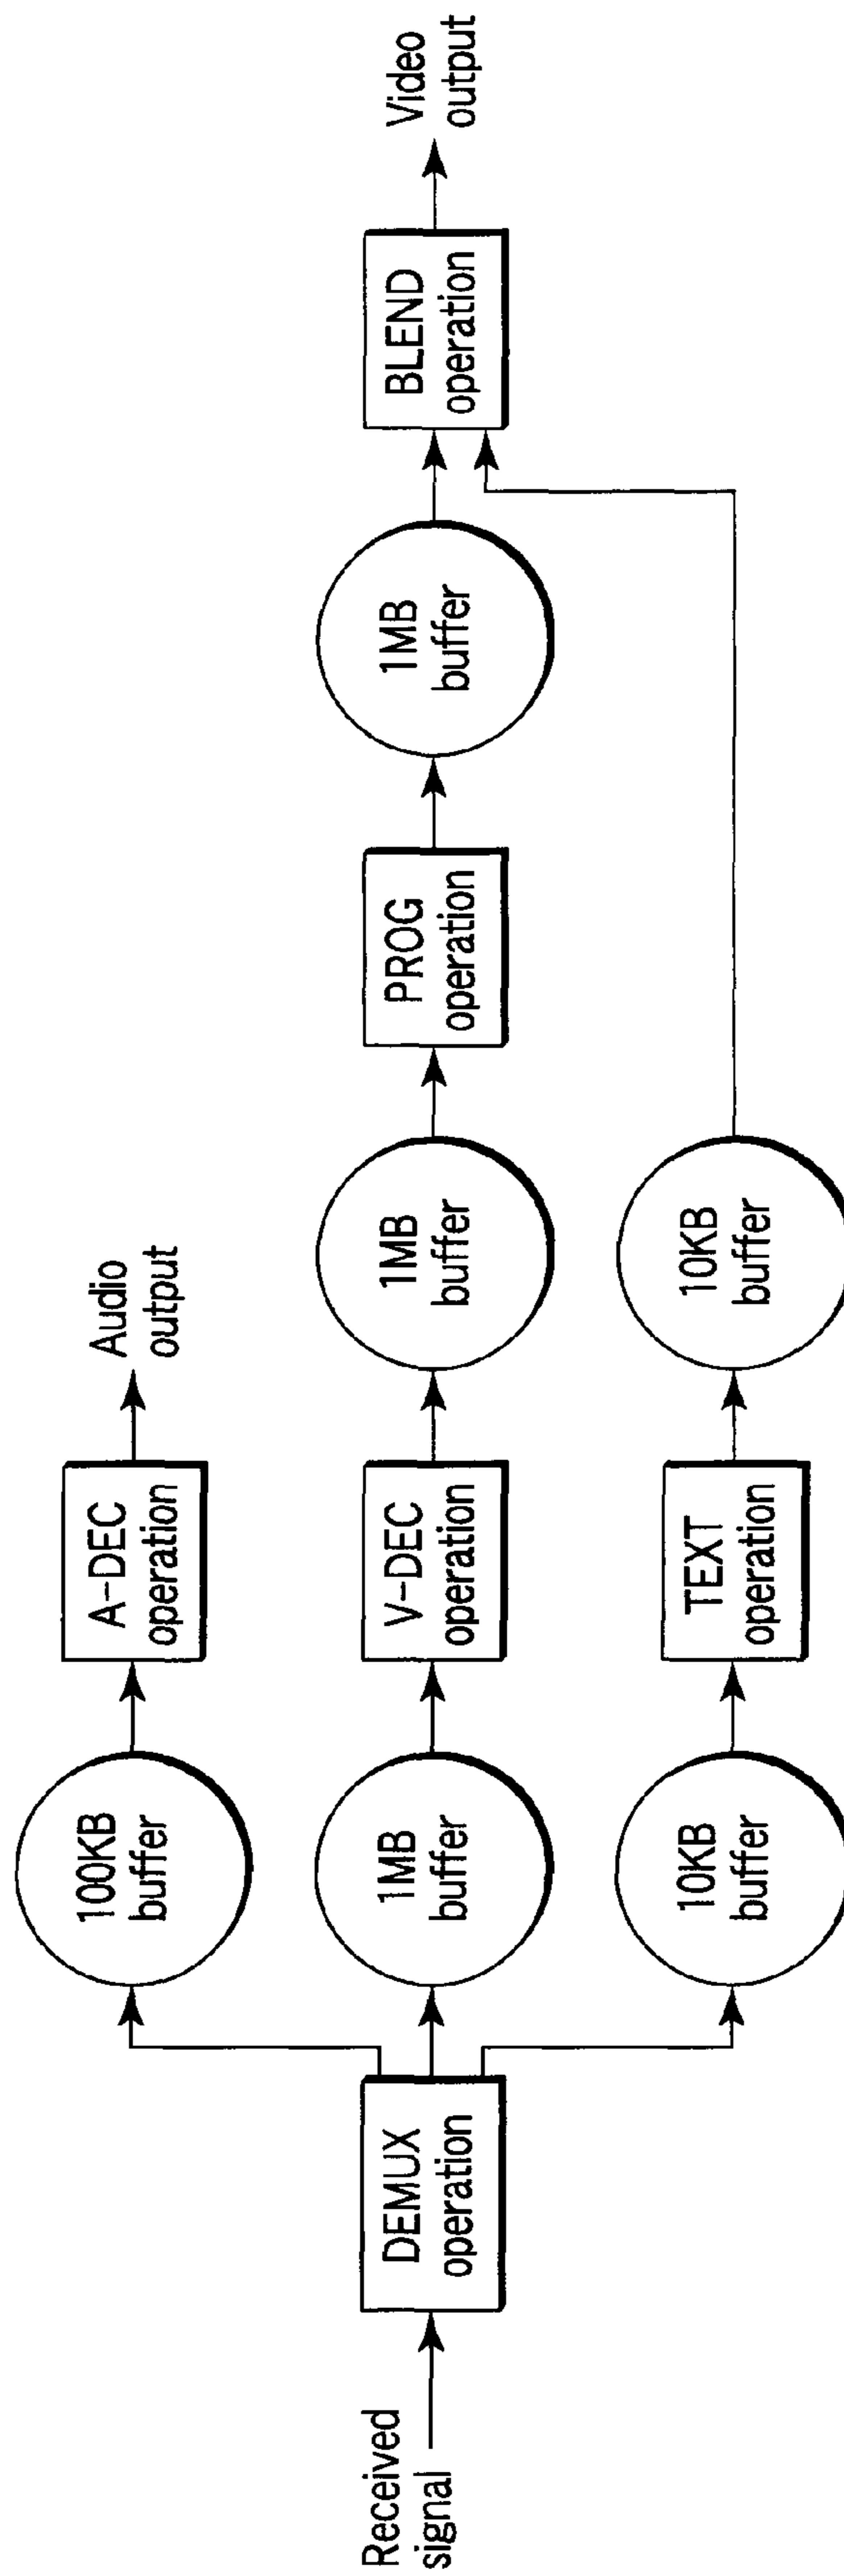 Received
signal
DEMUX
operation
100KB
buffer
A-DEC
operation
Audio
output
1MB
buffer
V-DEC
operation
1MB
buffer
PROG
operation
1MB
buffer
BLEND
operation
Video
output
10KB
buffer
TEXT
operation
10KB
buffer